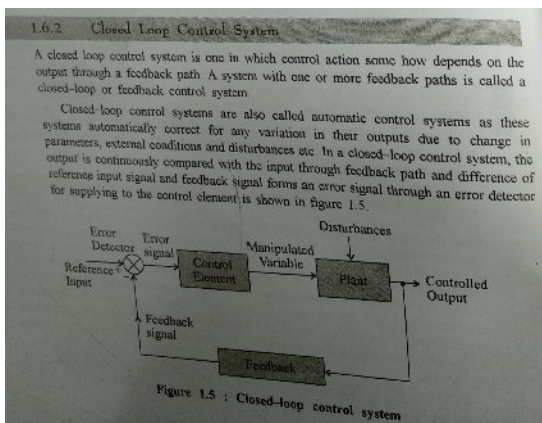 1.6.2 Closed Loop Control System
A closed loop control system is one in which control action some how depends on the
output through a feedback path. A system with one or more feedback paths is called a
closed-loop or feedback control system.
Closed loop control systems are also called automatic control systems as these
systems automatically correct for any variation in their outputs due to change in
parameters, external conditions and disturbances etc. In a closed-loop control system, the
output is continuously compared with the input through feedback path and difference of
reference input signal and feedback signal forms an error signal through an error detector
for supplying to the control element is shown in figure 1.5.
Disturbances
Error
Detector
Error
signal
Manipulated
Variable
Reference
Input
+
Control
Element
Plant
Controlled
Output
Feedback
signal
Feedback
Figure 1.5 : Closed-loop control system